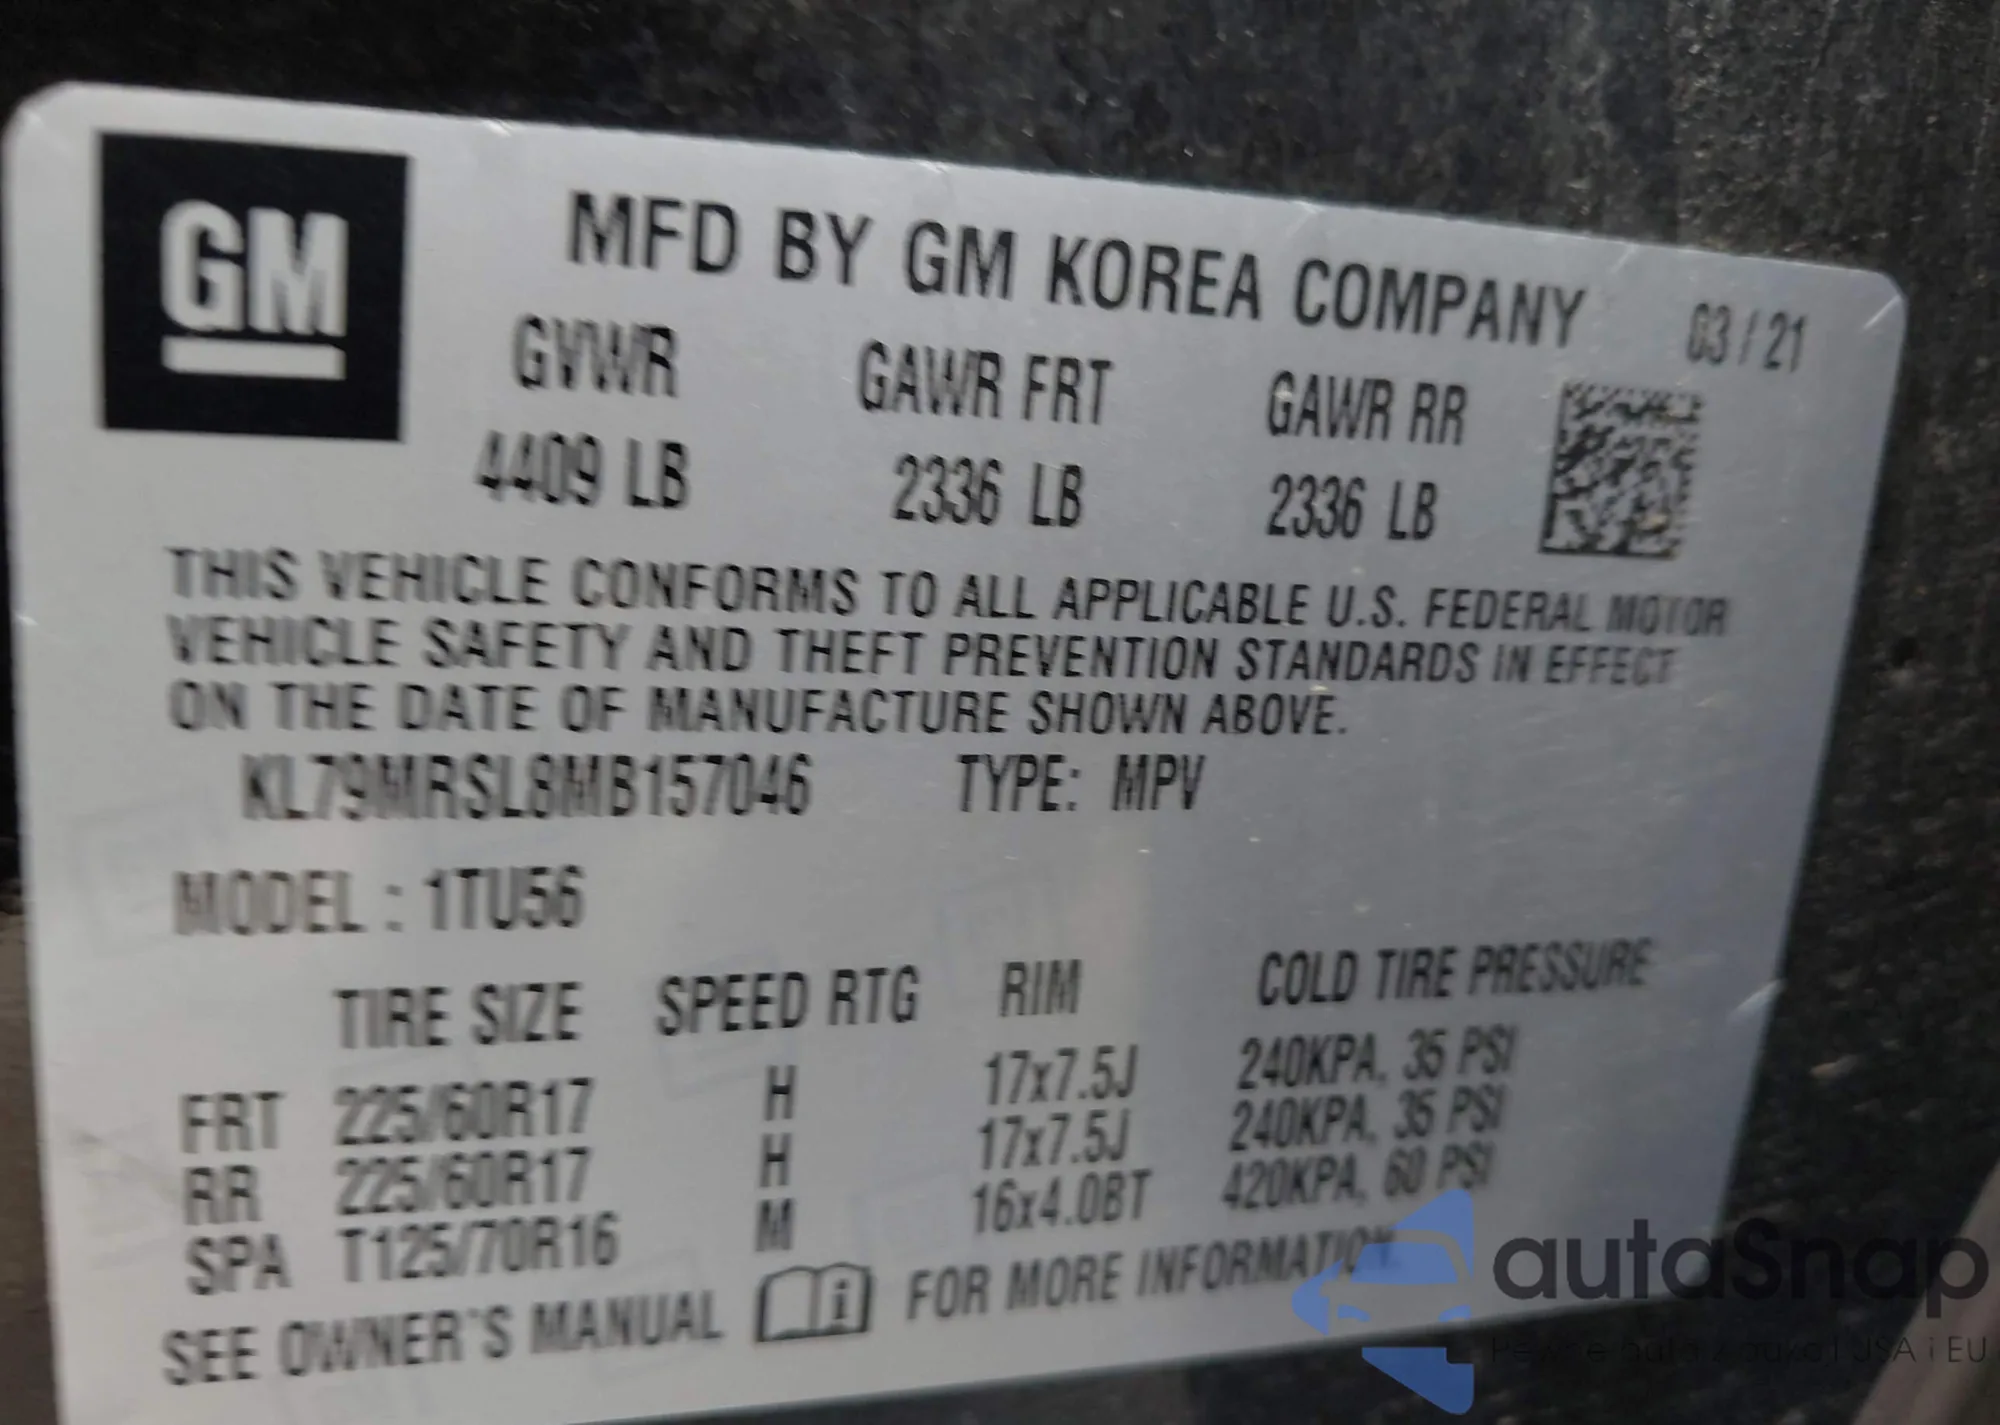 GM
MFD BY GM KOREA COMPANY 03/21
GVWR GAWR FRT GAWR RR
4409 LB 2336 LB 2336 LB
THIS VEHICLE CONFORMS TO ALL APPLICABLE U.S. FEDERAL MOTOR
VEHICLE SAFETY AND THEFT PREVENTION STANDARDS IN EFFECT
ON THE DATE OF MANUFACTURE SHOWN ABOVE.
KL79MRSL8MB157046 TYPE: MPV
MODEL : 1TU56
TIRE SIZE SPEED RTG RIM COLD TIRE PRESSURE
FRT 225/60R17 H 17x7.5J 240KPA, 35 PSI
RR 225/60R17 H 17x7.5J 240KPA, 35 PSI
SPA T125/70R16 M 16x4.0BT 420KPA, 60 PSI
SEE OWNER'S MANUAL i FOR MORE INFORMATION.
autaSnap
auta z USA i EU